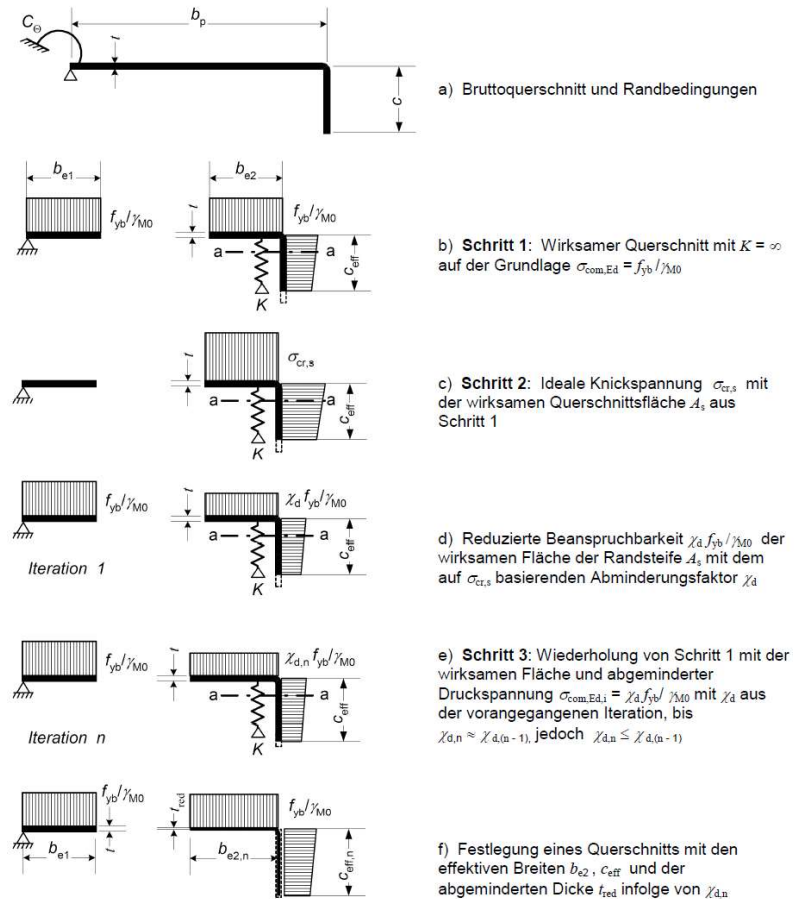 C_Θ
b_p
t
c
a) Bruttoquerschnitt und Randbedingungen
b_e1
b_e2
f_yb/γ_M0
t
f_yb/γ_M0
a
a
c_eff
K
b) Schritt 1: Wirksamer Querschnitt mit K = ∞
auf der Grundlage σ_com,Ed = f_yb/γ_M0
t
σ_cr,s
a
a
c_eff
K
c) Schritt 2: Ideale Knickspannung σ_cr,s mit
der wirksamen Querschnittsfläche A_s aus
Schritt 1
f_yb/γ_M0
t
χ_d f_yb/γ_M0
a
a
c_eff
K
Iteration 1
d) Reduzierte Beanspruchbarkeit χ_d f_yb/γ_M0 der
wirksamen Fläche der Randsteife A_s mit dem
auf σ_cr,s basierenden Abminderungsfaktor χ_d
f_yb/γ_M0
t
χ_d,n f_yb/γ_M0
a
a
c_eff
K
Iteration n
e) Schritt 3: Wiederholung von Schritt 1 mit der
wirksamen Fläche und abgeminderter
Druckspannung σ_com,Ed,i = χ_d f_yb/ γ_M0 mit χ_d aus
der vorangegangenen Iteration, bis
χ_d,n ≈ χ_d,(n - 1), jedoch χ_d,n ≤ χ_d,(n - 1)
f_yb/γ_M0
t
b_e1
t_red
f_yb/γ_M0
b_e2,n
c_eff,n
f) Festlegung eines Querschnitts mit den
effektiven Breiten b_e2 , c_eff und der
abgeminderten Dicke t_red infolge von χ_d,n